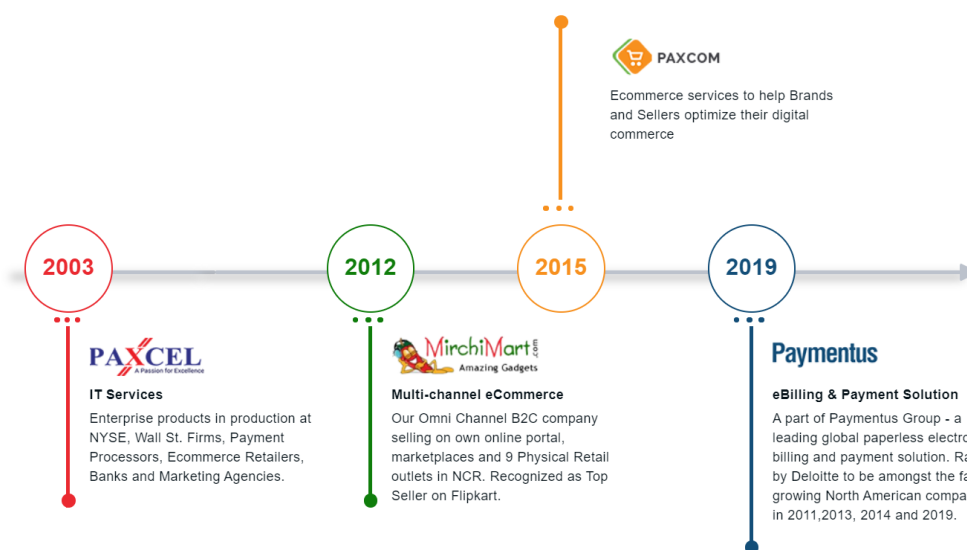 PAXCOM
Ecommerce services to help Brands
and Sellers optimize their digital
commerce
2003
2012
2015
2019
PAXCEL
A Passion for Excellence
IT Services
Enterprise products in production at
NYSE, Wall St. Firms, Payment
Processors, Ecommerce Retailers,
Banks and Marketing Agencies.
MirchiMart.com
Amazing Gadgets
Multi-channel eCommerce
Our Omni Channel B2C company
selling on own online portal,
marketplaces and 9 Physical Retail
outlets in NCR. Recognized as Top
Seller on Flipkart.
Paymentus
eBilling & Payment Solution
A part of Paymentus Group - a
leading global paperless
billing and payment solution.
by Deloitte to be amongst the
growing North American
in 2011,2013, 2014 and 2019.